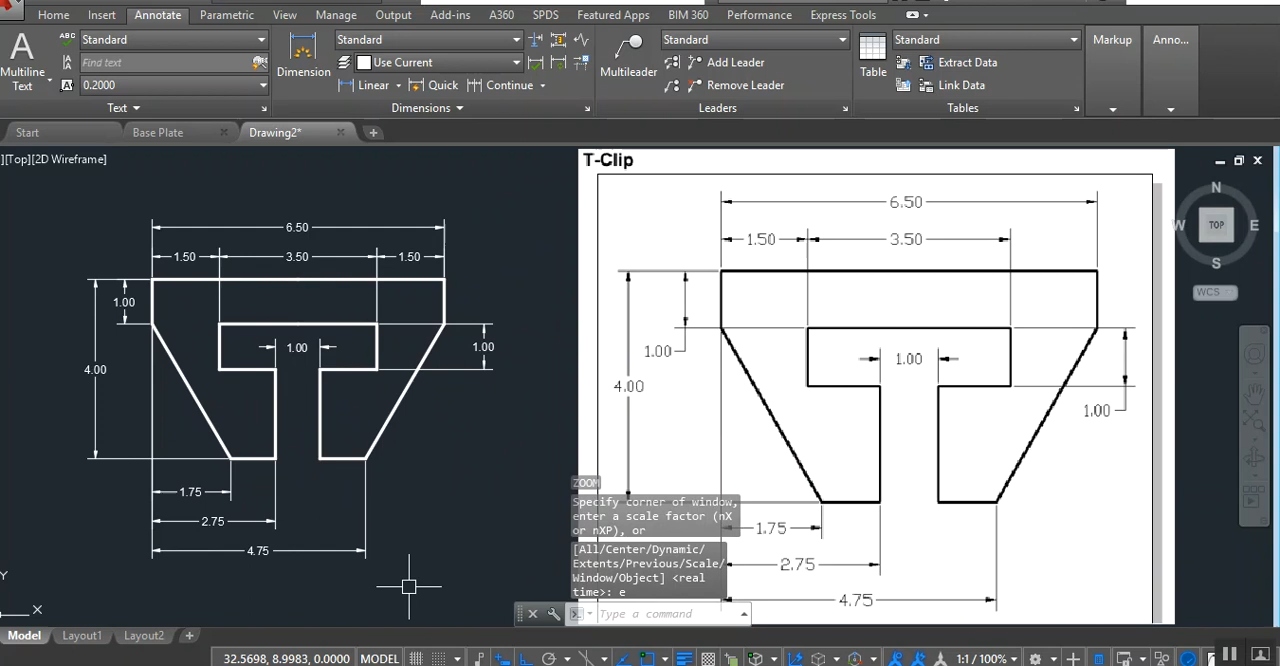 Home Insert Annotate Parametric View Manage Output Add-ins A360 SPDS Featured Apps BIM 360 Performance Express Tools
A Multiline Text
ABC Standard
Find text
0.2000
Text
Dimension
Standard
Use Current
Linear Quick Continue
Dimensions
Multileader
Standard
Add Leader
Remove Leader
Leaders
Table
Standard
Extract Data
Link Data
Tables
Markup
Anno...
Start Base Plate Drawing2*
][Top][2D Wireframe]
6.50
1.50 3.50 1.50
1.00
1.00
1.00
4.00
1.75
2.75
4.75
Y
X
T-Clip
6.50
1.50 3.50
1.00
1.00
4.00
1.00
1.75
2.75
4.75
N
W TOP E
S
WCS
ZOOM
Specify corner of window,
enter a scale factor (nX
or nXP), or
[All/Center/Dynamic/
Extents/Previous/Scale/
Window/Object] <real
time>: e
Type a command
Model Layout1 Layout2
32.5698, 8.9983, 0.0000 MODEL 1:1 / 100%